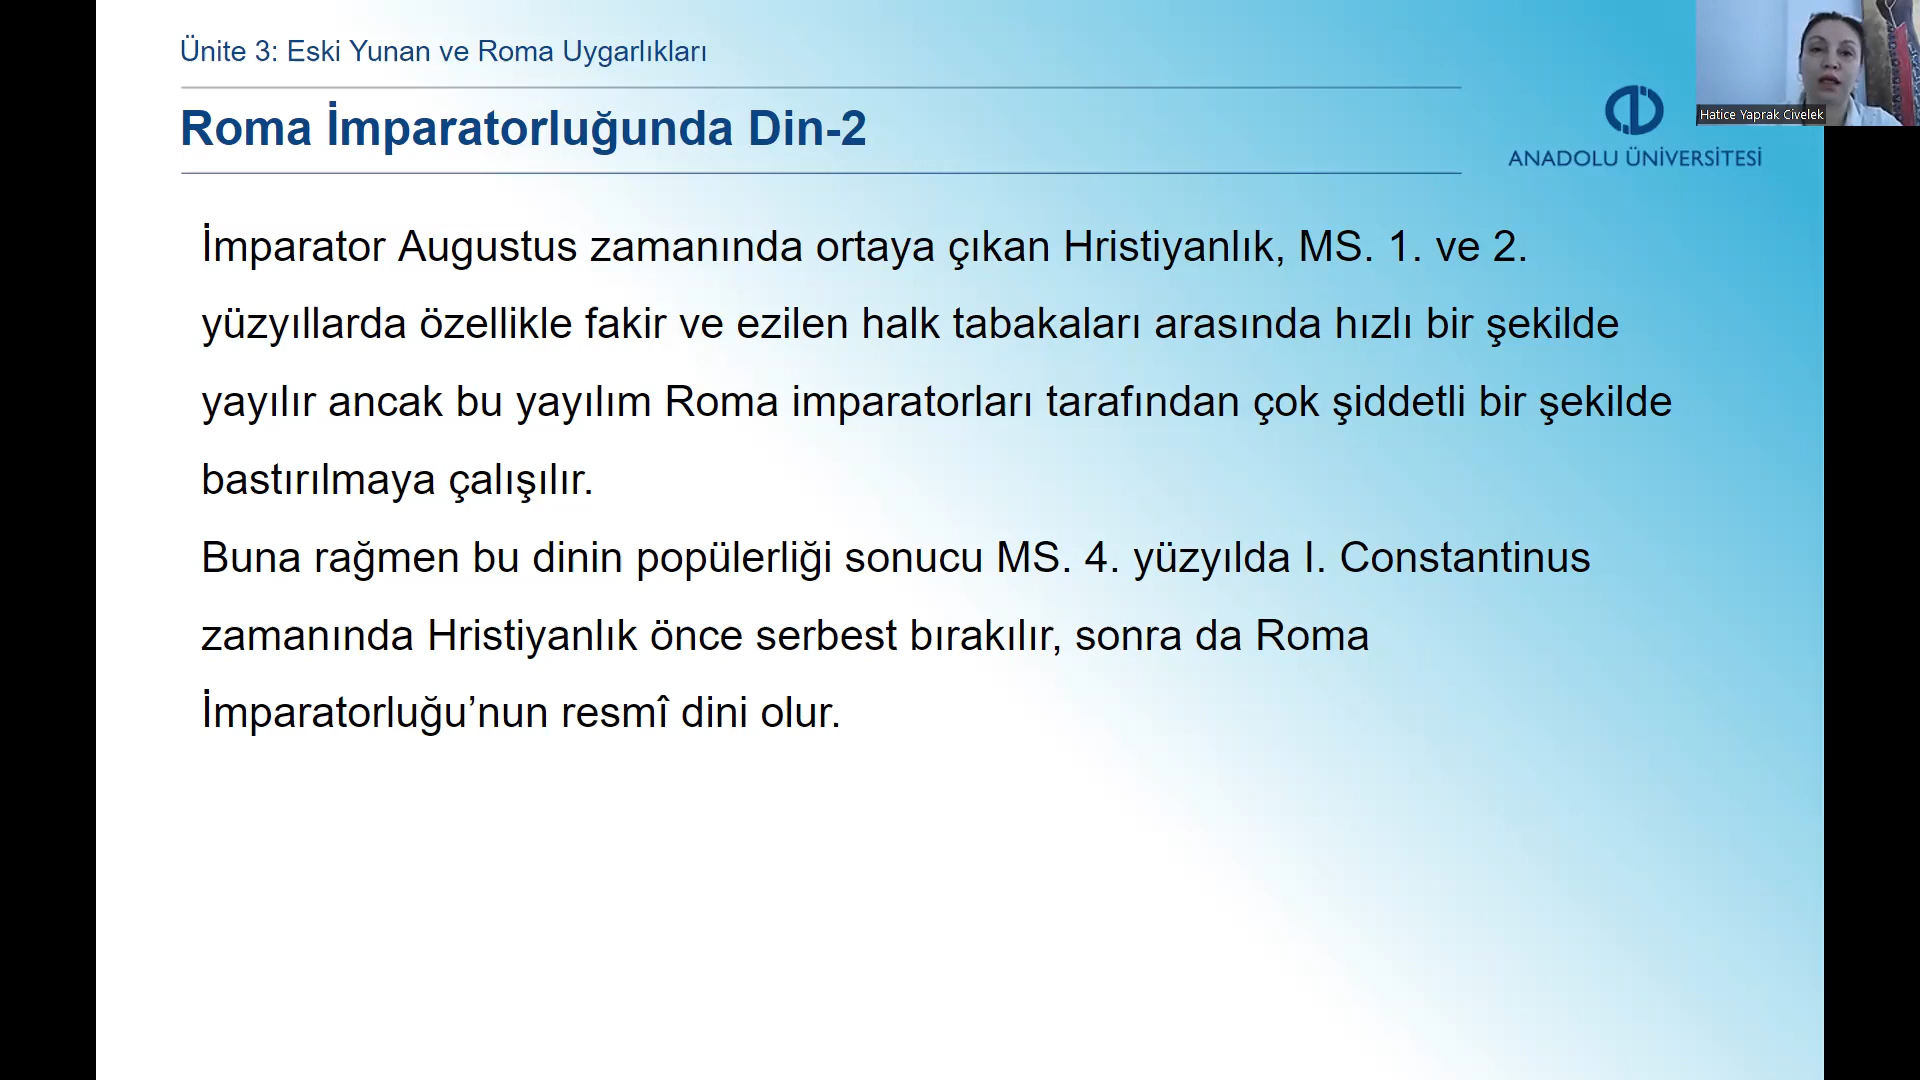 Ünite 3: Eski Yunan ve Roma Uygarlıkları
Roma İmparatorluğunda Din-2
ANADOLU ÜNİVERSİTESİ
Hatice Yaprak Civelek
İmparator Augustus zamanında ortaya çıkan Hristiyanlık, MS. 1. ve 2.
yüzyıllarda özellikle fakir ve ezilen halk tabakaları arasında hızlı bir şekilde
yayılır ancak bu yayılım Roma imparatorları tarafından çok şiddetli bir şekilde
bastırılmaya çalışılır.
Buna rağmen bu dinin popülerliği sonucu MS. 4. yüzyılda I. Constantinus
zamanında Hristiyanlık önce serbest bırakılır, sonra da Roma
İmparatorluğu’nun resmî dini olur.